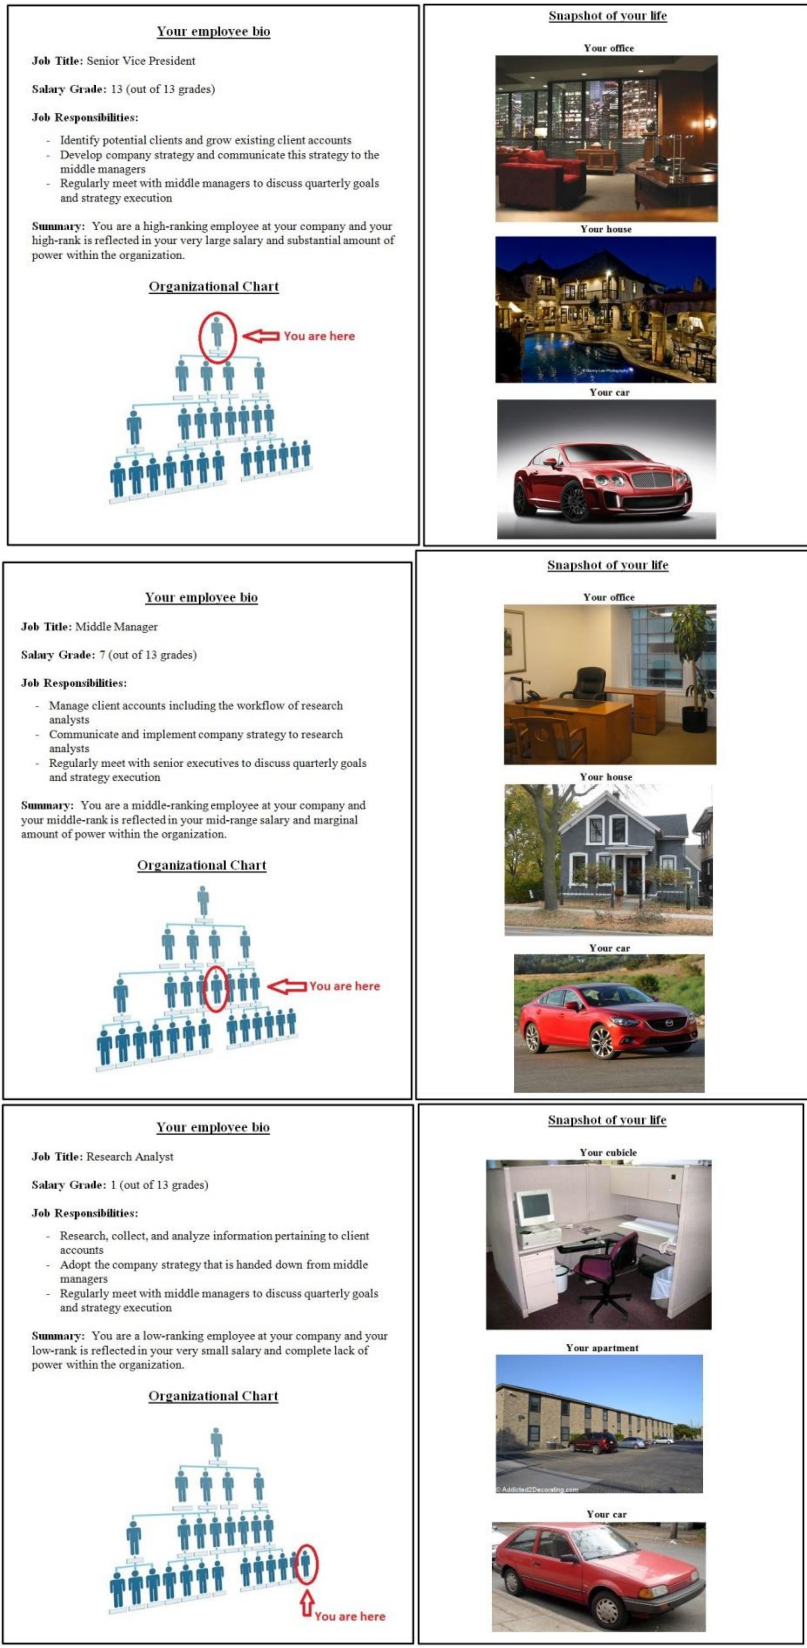 Your employee bio
Job Title: Senior Vice President
Salary Grade: 13 (out of 13 grades)
Job Responsibilities:
- Identify potential clients and grow existing client accounts
- Develop company strategy and communicate this strategy to the
middle managers
- Regularly meet with middle managers to discuss quarterly goals
and strategy execution
Summary: You are a high-ranking employee at your company and your
high-rank is reflected in your very large salary and substantial amount of
power within the organization.
Organizational Chart
You are here
Snapshot of your life
Your office
Your house
© Danny Lee Photography
Your car
Your employee bio
Job Title: Middle Manager
Salary Grade: 7 (out of 13 grades)
Job Responsibilities:
- Manage client accounts including the workflow of research
analysts
- Communicate and implement company strategy to research
analysts
- Regularly meet with senior executives to discuss quarterly goals
and strategy execution
Summary: You are a middle-ranking employee at your company and
your middle-rank is reflected in your mid-range salary and marginal
amount of power within the organization.
Organizational Chart
You are here
Snapshot of your life
Your office
Your house
Your car
Your employee bio
Job Title: Research Analyst
Salary Grade: 1 (out of 13 grades)
Job Responsibilities:
- Research, collect, and analyze information pertaining to client
accounts
- Adopt the company strategy that is handed down from middle
managers
- Regularly meet with middle managers to discuss quarterly goals
and strategy execution
Summary: You are a low-ranking employee at your company and your
low-rank is reflected in your very small salary and complete lack of
power within the organization.
Organizational Chart
You are here
Snapshot of your life
Your cubicle
Your apartment
© Addicted2Decorating.com
Your car